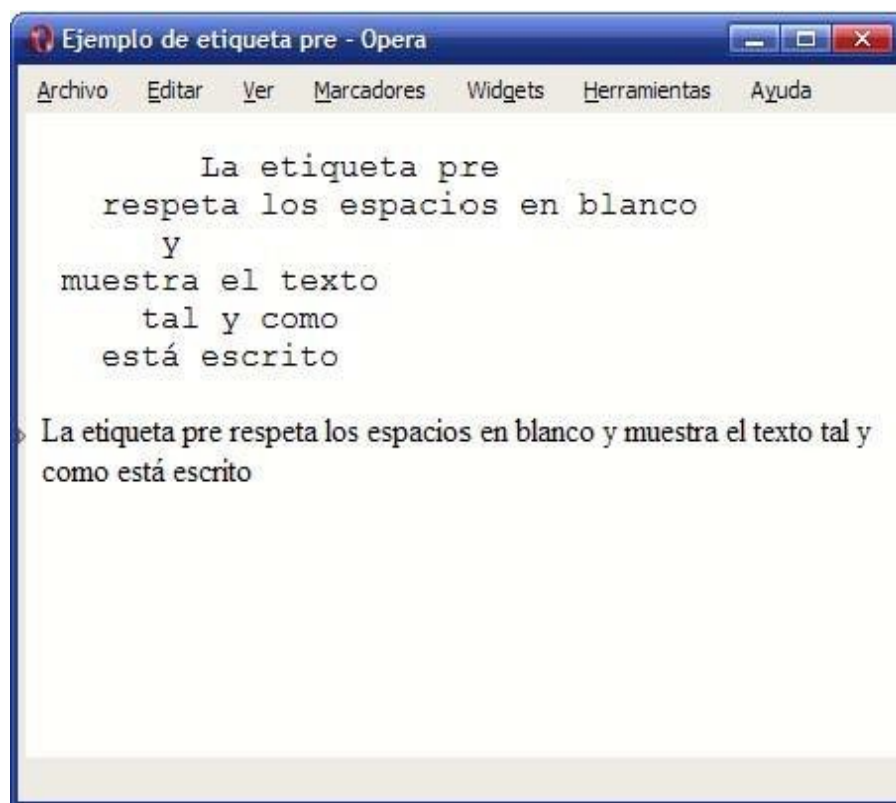 Ejemplo de etiqueta pre - Opera
Archivo Editar Ver Marcadores Widgets Herramientas Ayuda
La etiqueta pre
respeta los espacios en blanco
y
muestra el texto
tal y como
está escrito
La etiqueta pre respeta los espacios en blanco y muestra el texto tal y
como está escrito